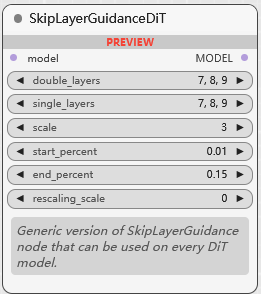 SkipLayerGuidanceDiT
PREVIEW
model MODEL
double_layers 7, 8, 9
single_layers 7, 8, 9
scale 3
start_percent 0.01
end_percent 0.15
rescaling_scale 0
Generic version of SkipLayerGuidance
node that can be used on every DiT
model.